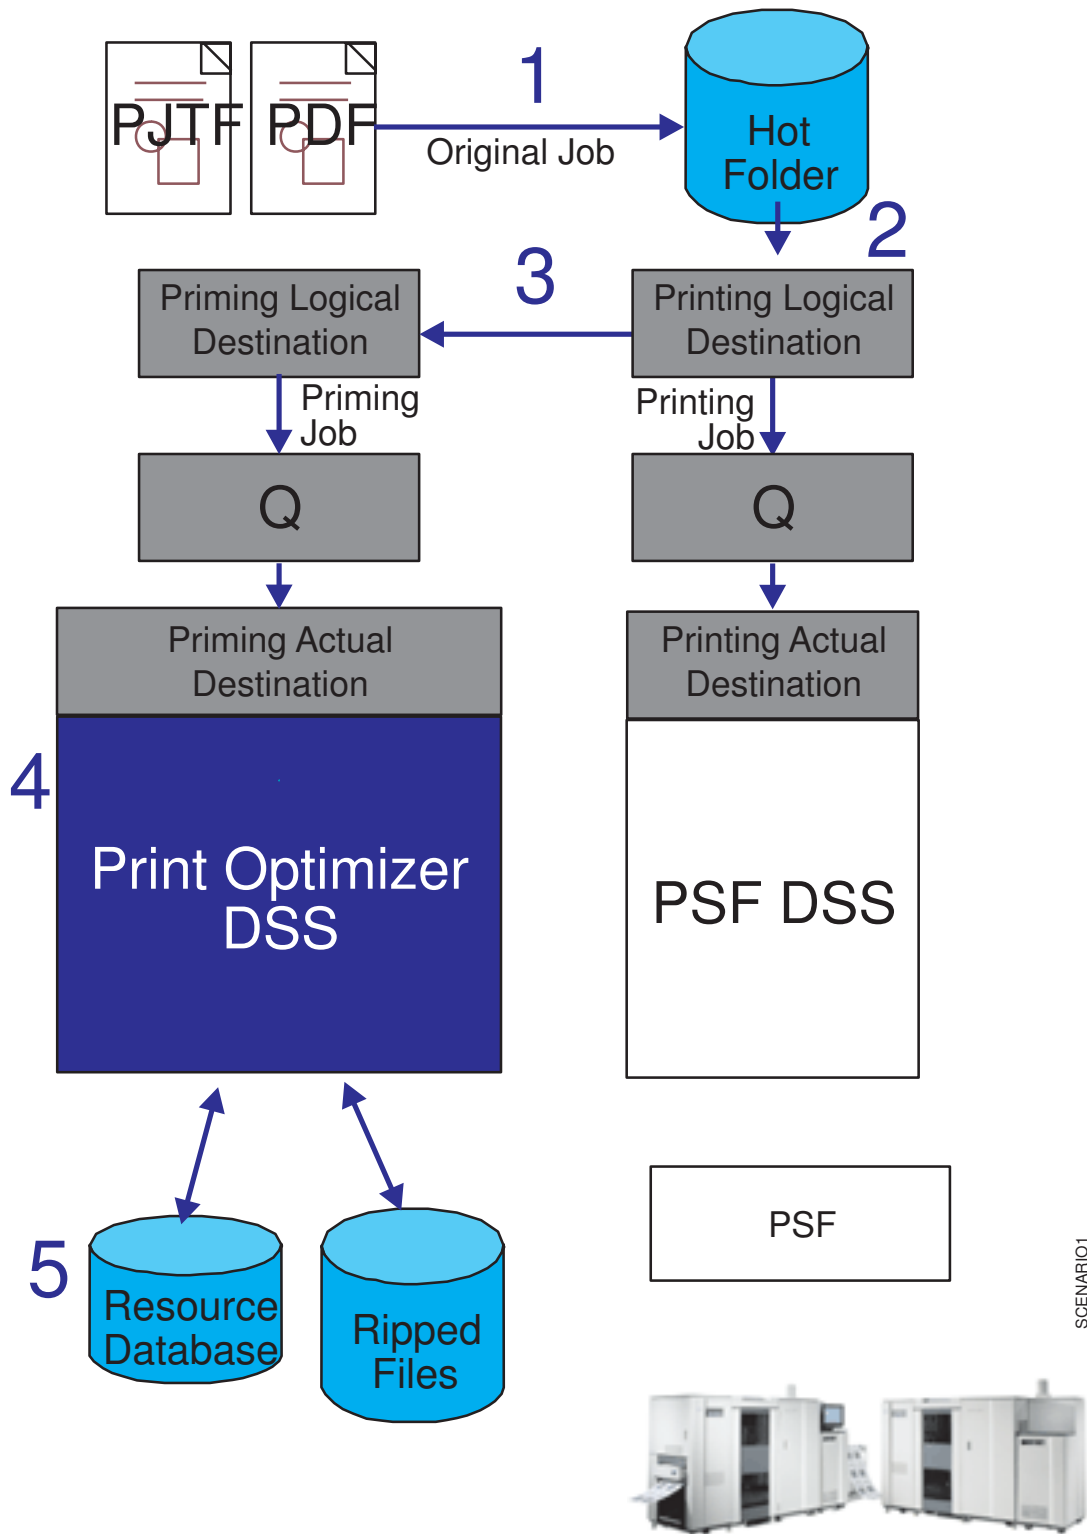 PJTF
PDF
1
Original Job
Hot
Folder
2
3
Priming Logical
Destination
Printing Logical
Destination
Priming
Job
Printing
Job
Q
Q
Priming Actual
Destination
Printing Actual
Destination
4
Print Optimizer
DSS
PSF DSS
5
Resource
Database
Ripped
Files
PSF
SCENARIO1